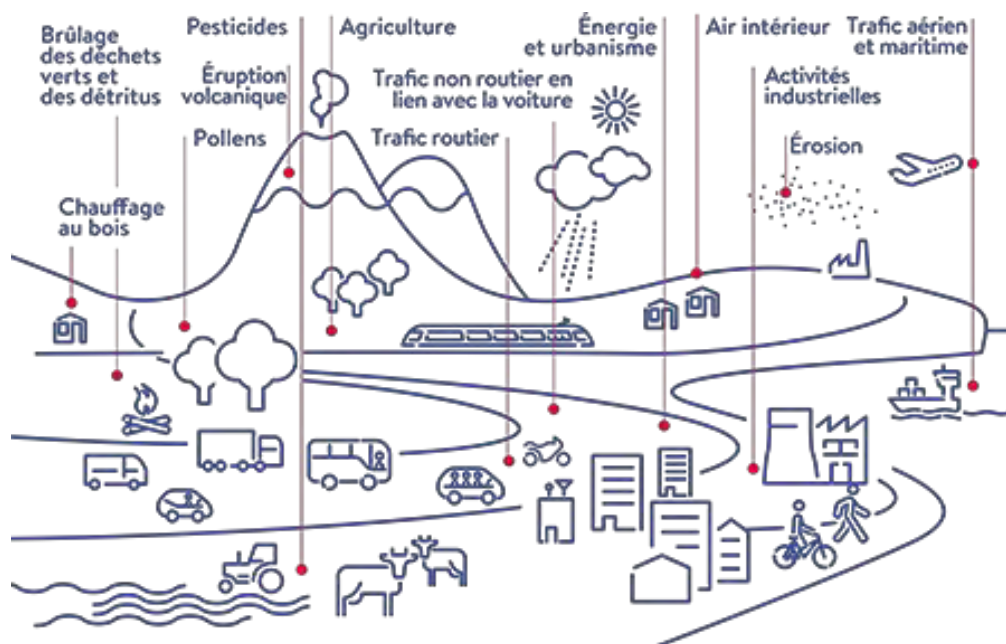 Brûlage
des déchets
verts et
des détritus
Pesticides
Agriculture
Énergie
et urbanisme
Air intérieur
Trafic aérien
et maritime
Éruption
volcanique
Trafic non routier en
lien avec la voiture
Activités
industrielles
Pollens
Trafic routier
Érosion
Chauffage
au bois